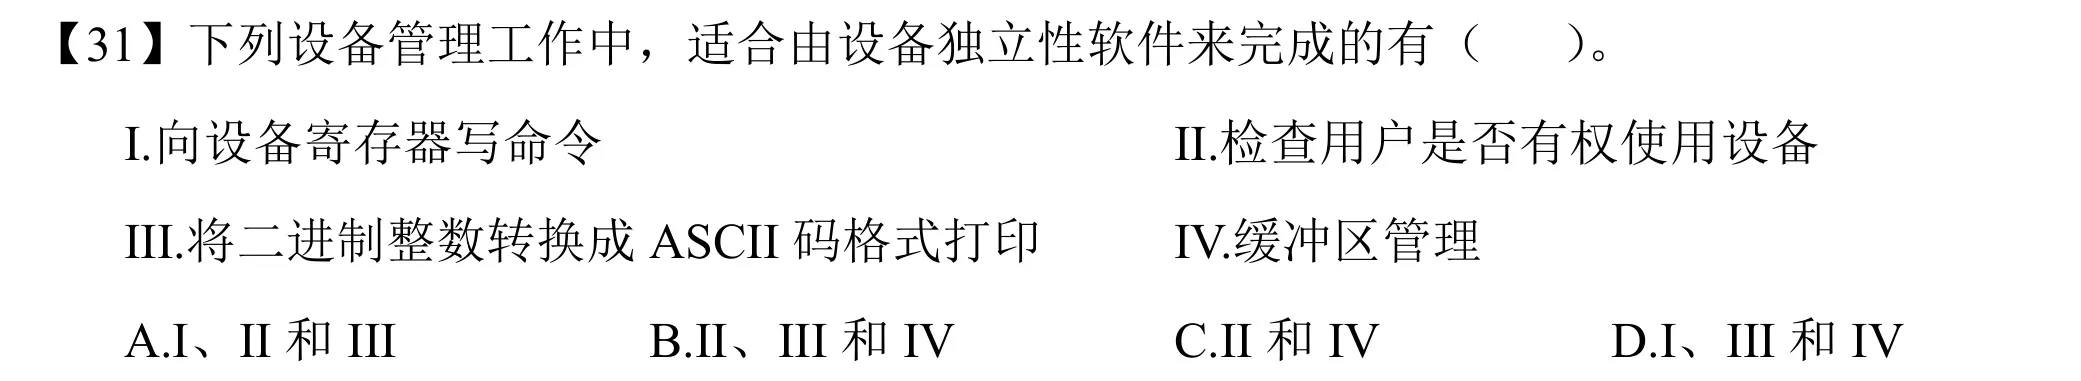 【31】下列设备管理工作中，适合由设备独立性软件来完成的有（　　）。
I.向设备寄存器写命令　　II.检查用户是否有权使用设备
III.将二进制整数转换成 ASCII 码格式打印　　IV.缓冲区管理
A.I、II 和 III　　B.II、III 和 IV　　C.II 和 IV　　D.I、III 和 IV